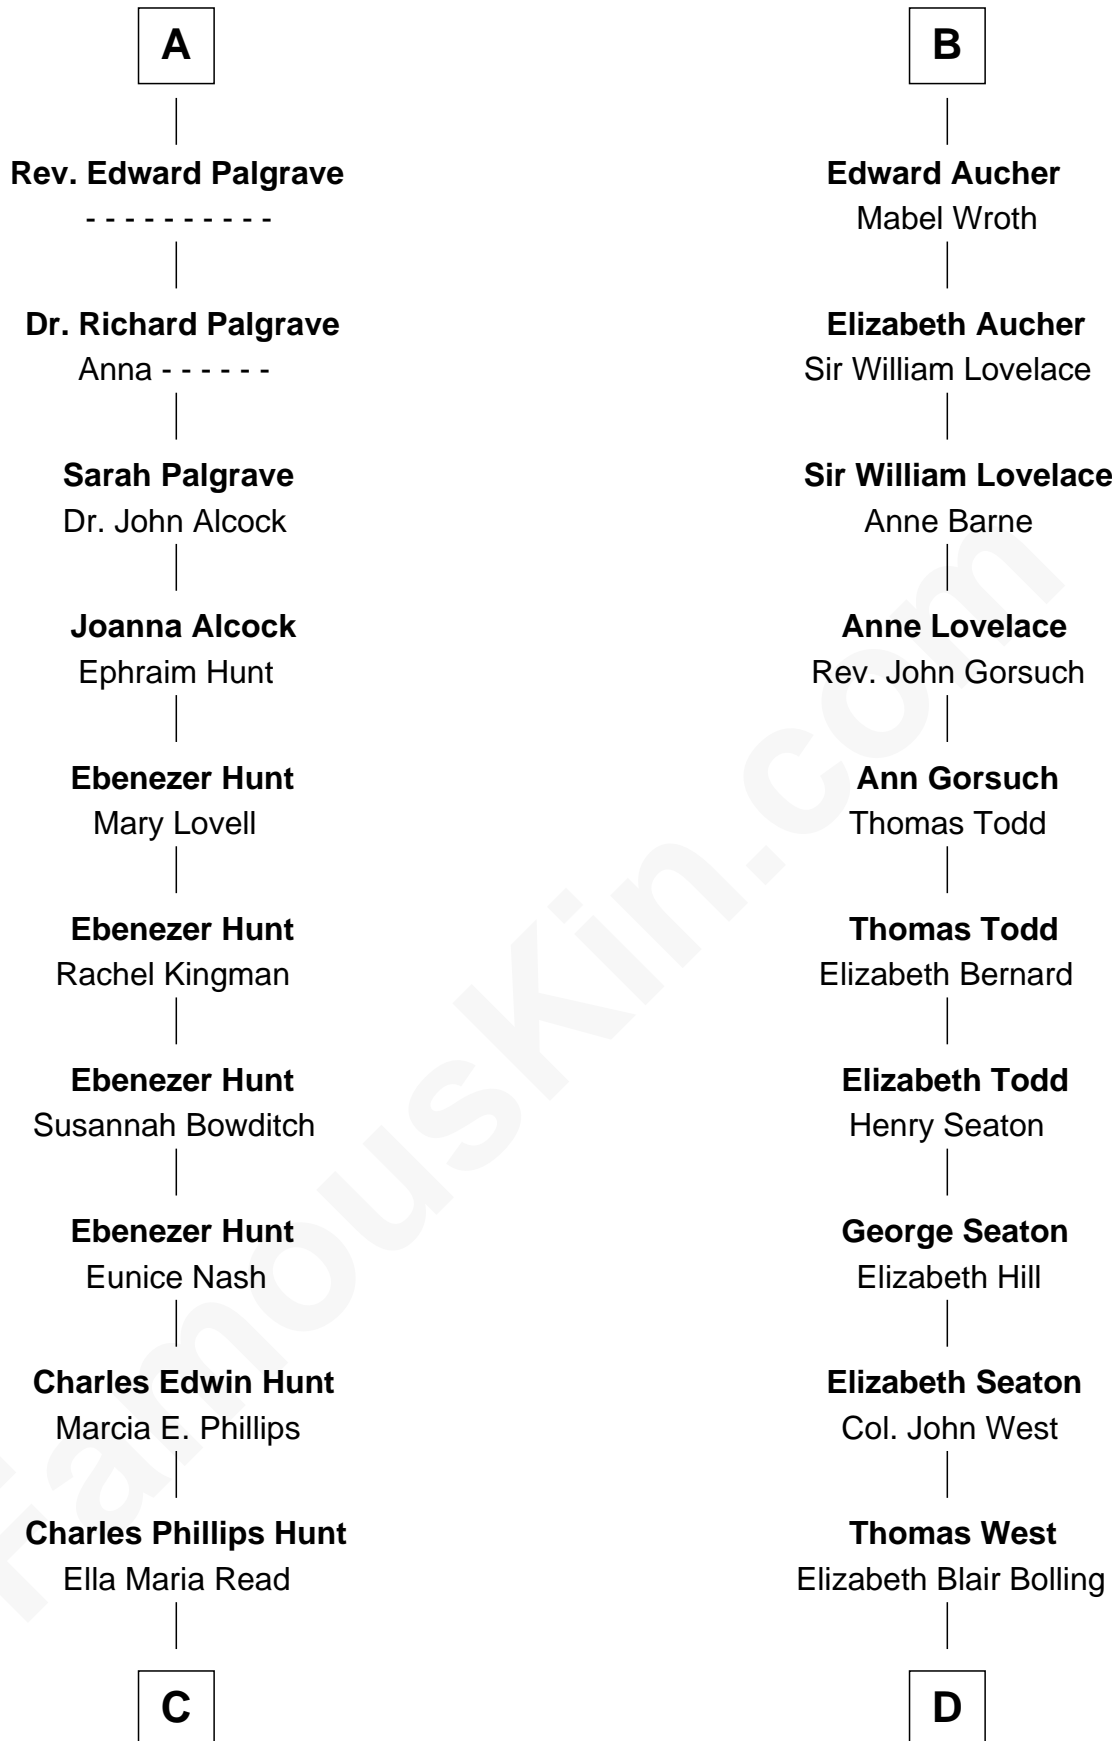 A
Rev. Edward Palgrave
- - - - - - - - - -
Dr. Richard Palgrave
Anna - - - - - -
Sarah Palgrave
Dr. John Alcock
Joanna Alcock
Ephraim Hunt
Ebenezer Hunt
Mary Lovell
Ebenezer Hunt
Rachel Kingman
Ebenezer Hunt
Susannah Bowditch
Ebenezer Hunt
Eunice Nash
Charles Edwin Hunt
Marcia E. Phillips
Charles Phillips Hunt
Ella Maria Read
C
B
Edward Aucher
Mabel Wroth
Elizabeth Aucher
Sir William Lovelace
Sir William Lovelace
Anne Barne
Anne Lovelace
Rev. John Gorsuch
Ann Gorsuch
Thomas Todd
Thomas Todd
Elizabeth Bernard
Elizabeth Todd
Henry Seaton
George Seaton
Elizabeth Hill
Elizabeth Seaton
Col. John West
Thomas West
Elizabeth Blair Bolling
D
FamousKin.com